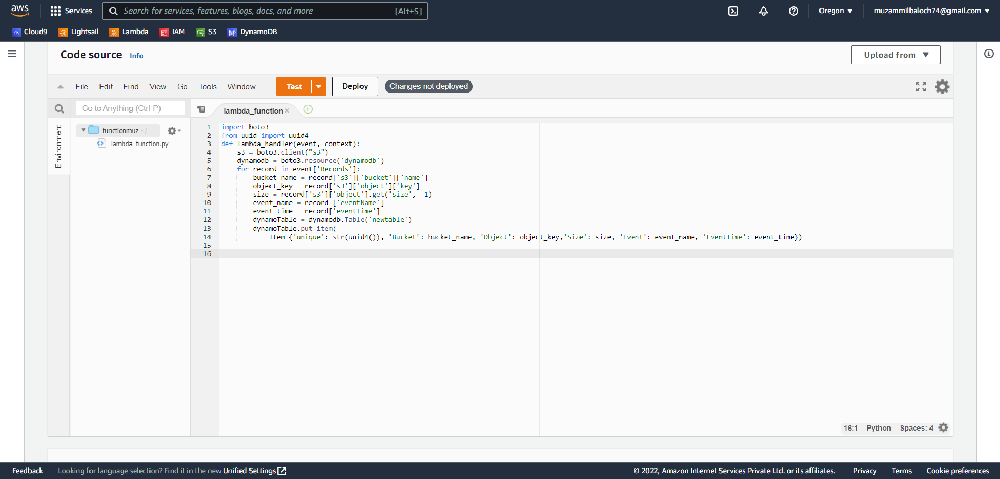 aws Services Search for services, features, blogs, docs, and more [Alt+S] Oregon ▼ muzammilbaloch74@gmail.com ▼
Cloud9 Lightsail Lambda IAM S3 DynamoDB
Code source Info Upload from ▼
File Edit Find View Go Tools Window Test Deploy Changes not deployed
Go to Anything (Ctrl-P) lambda_function ×
Environment
functionmuz - /
lambda_function.py
1 import boto3
2 from uuid import uuid4
3 def lambda_handler(event, context):
4     s3 = boto3.client("s3")
5     dynamodb = boto3.resource('dynamodb')
6     for record in event['Records']:
7         bucket_name = record['s3']['bucket']['name']
8         object_key = record['s3']['object']['key']
9         size = record['s3']['object'].get('size', -1)
10         event_name = record ['eventName']
11         event_time = record['eventTime']
12         dynamoTable = dynamodb.Table('newtable')
13         dynamoTable.put_item(
14             Item={'unique': str(uuid4()), 'Bucket': bucket_name, 'Object': object_key,'Size': size, 'Event': event_name, 'EventTime': event_time})
15
16
16:1 Python Spaces: 4
Feedback Looking for language selection? Find it in the new Unified Settings © 2022, Amazon Internet Services Private Ltd. or its affiliates. Privacy Terms Cookie preferences